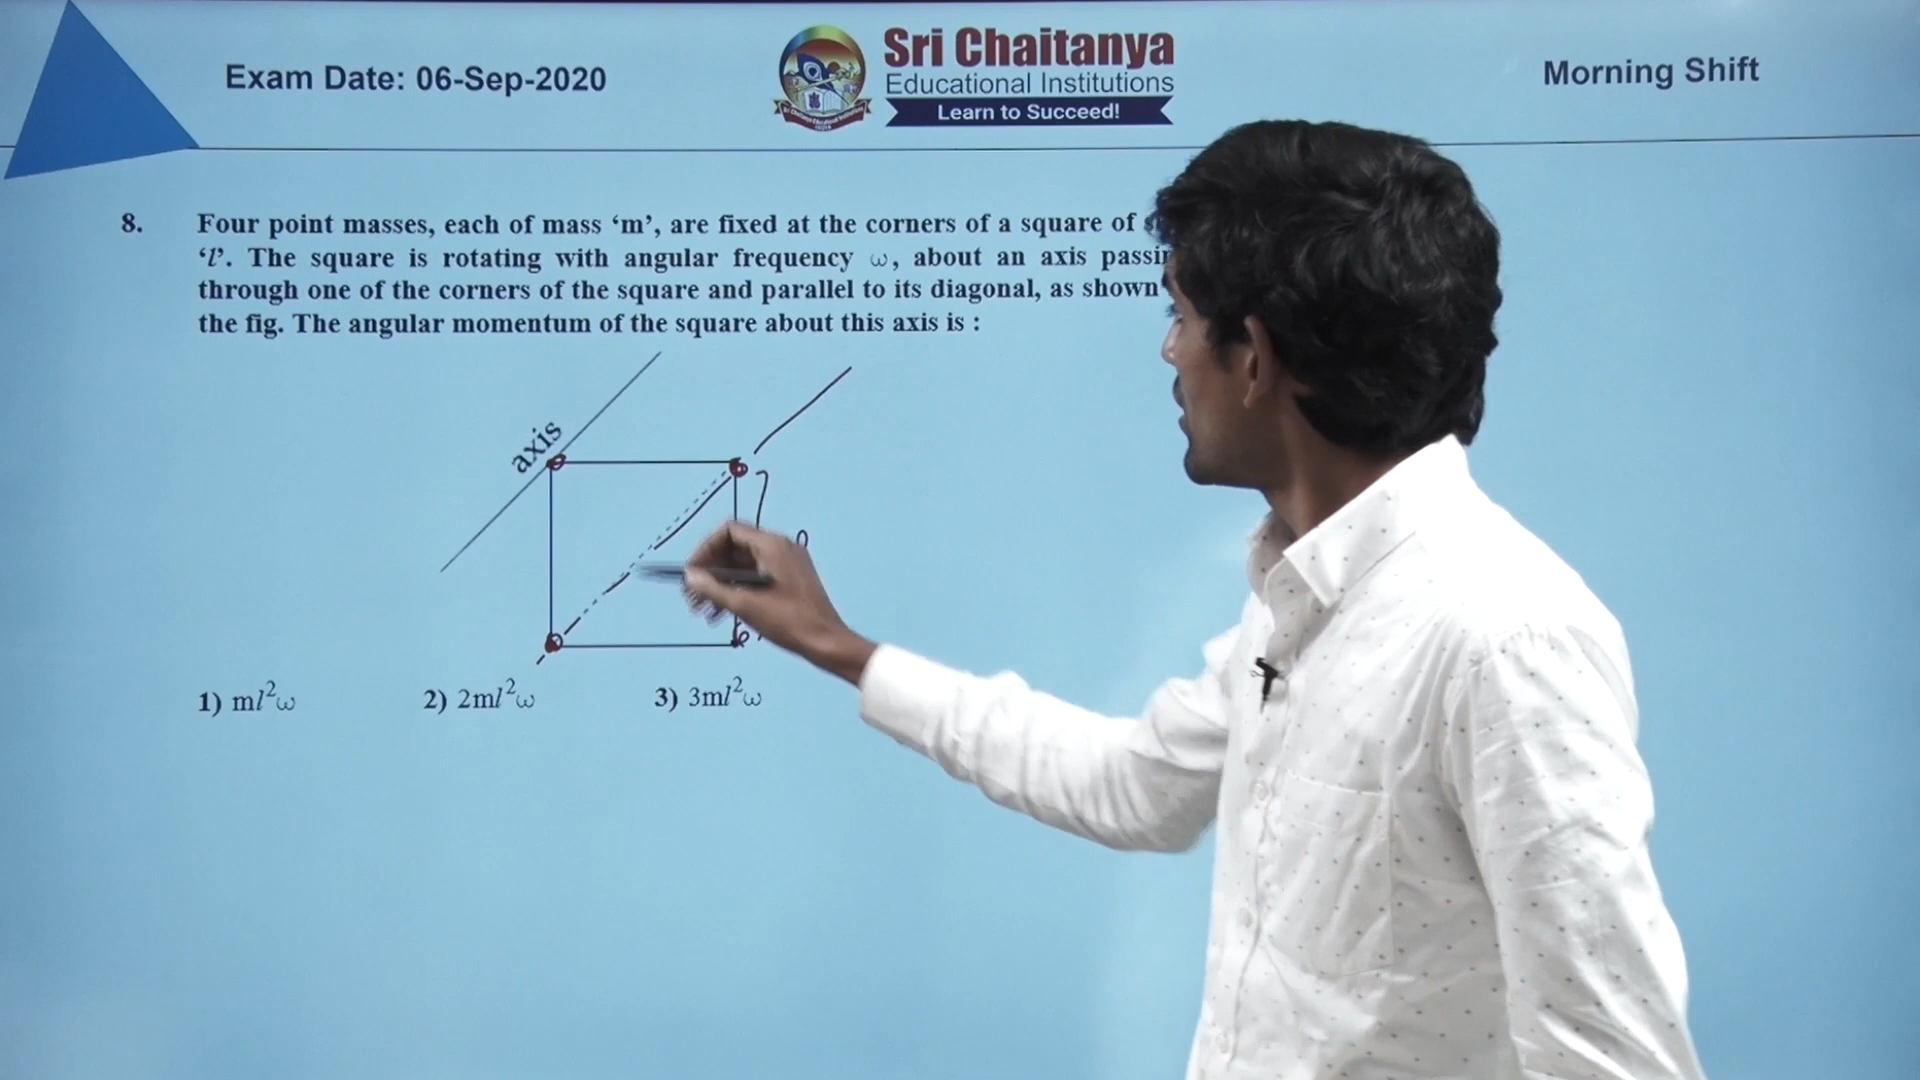 Exam Date: 06-Sep-2020
Sri Chaitanya
Educational Institutions
Learn to Succeed!
Morning Shift
8. Four point masses, each of mass ‘m’, are fixed at the corners of a square of
‘l’. The square is rotating with angular frequency ω, about an axis
through one of the corners of the square and parallel to its diagonal, as shown
the fig. The angular momentum of the square about this axis is :
axis
1) ml²ω 2) 2ml²ω 3) 3ml²ω